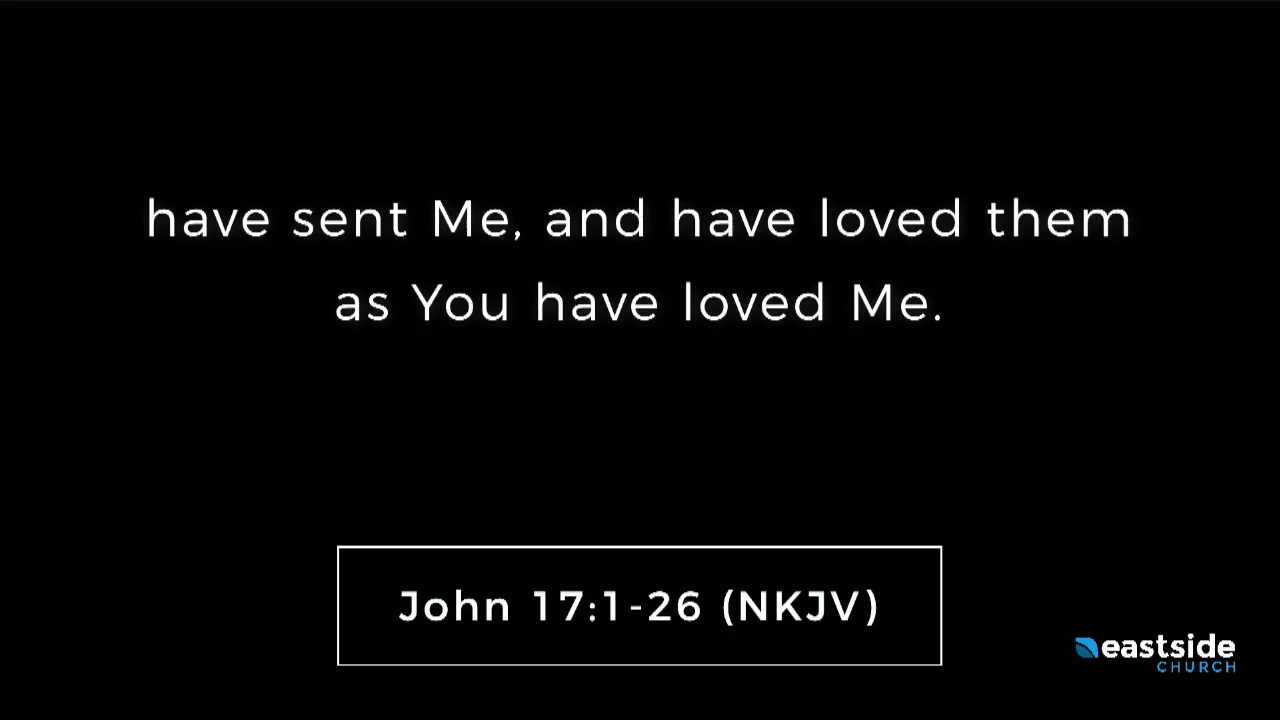 have sent Me, and have loved them
as You have loved Me.
John 17:1-26 (NKJV)
eastside
CHURCH